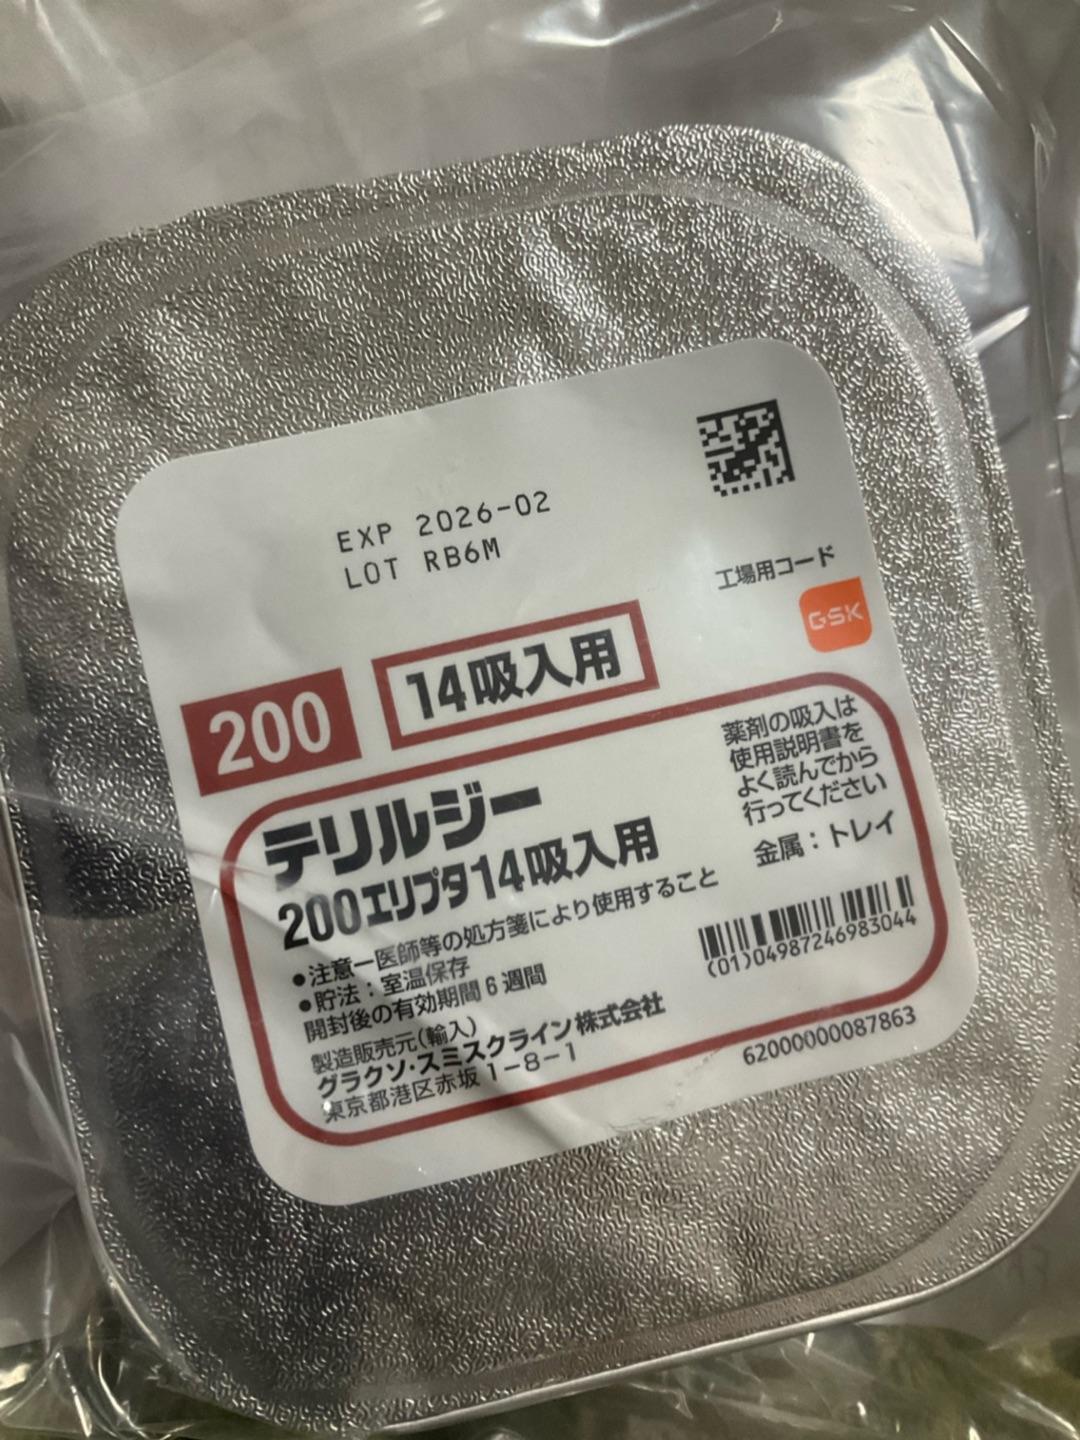 EXP 2026-02
LOT RB6M
工場用コード
GSK
200
14吸入用
薬剤の吸入は
使用説明書を
よく読んでから
行ってください
金属：トレイ
テリルジー
200エリプタ14吸入用
●注意ー医師等の処方箋により使用すること
●貯法：室温保存
開封後の有効期間6週間
製造販売元(輸入)
グラクソ・スミスクライン株式会社
東京都港区赤坂1-8-1
(01)04987246983044
62000000087863